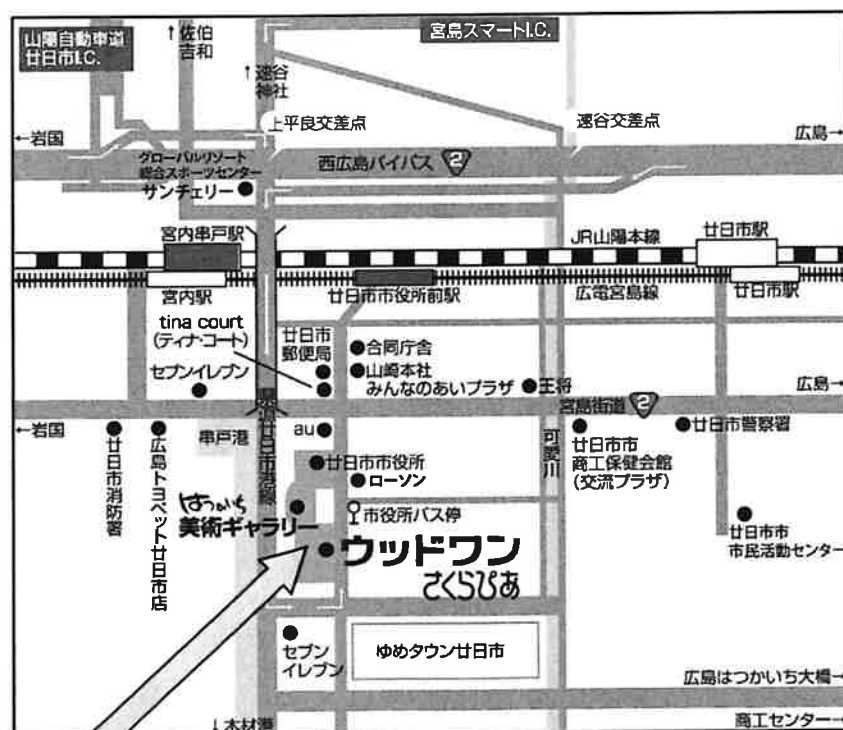 山陽自動車道
廿日市I.C.
↑佐伯
吉和
宮島スマートI.C.
↑速谷
神社
上平良交差点
速谷交差点
←岩国
広島→
グローバルリゾート
総合スポーツセンター
サンチェリー
西広島バイパス
2
宮内串戸駅
JR山陽本線
廿日市駅
宮内駅
廿日市市役所前駅
広電宮島線
廿日市駅
tina court
(ティナ・コート)
廿日市
郵便局
合同庁舎
セブンイレブン
山崎本社
みんなのあいプラザ
王将
広島→
宮島街道
2
←岩国
串戸港
県道廿日市港線
au
可愛川
廿日市警察署
廿日市消防署
広島トヨペット廿日市店
廿日市市役所
廿日市市
商工保健会館
(交流プラザ)
ローソン
はつかいち
美術ギャラリー
市役所バス停
廿日市市
市民活動センター
ウッドワン
さくらぴあ
セブン
イレブン
ゆめタウン廿日市
広島はつかいち大橋→
↓木材港
商工センター→